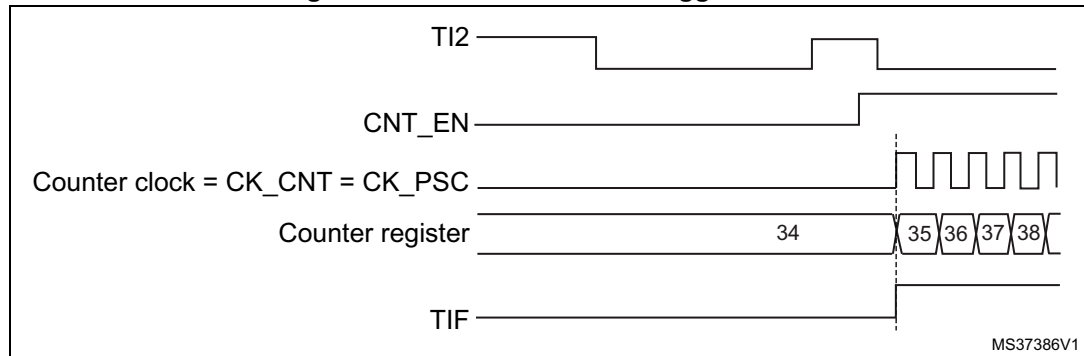 TI2
CNT_EN
Counter clock = CK_CNT = CK_PSC
Counter register 34 35 36 37 38
TIF
MS37386V1